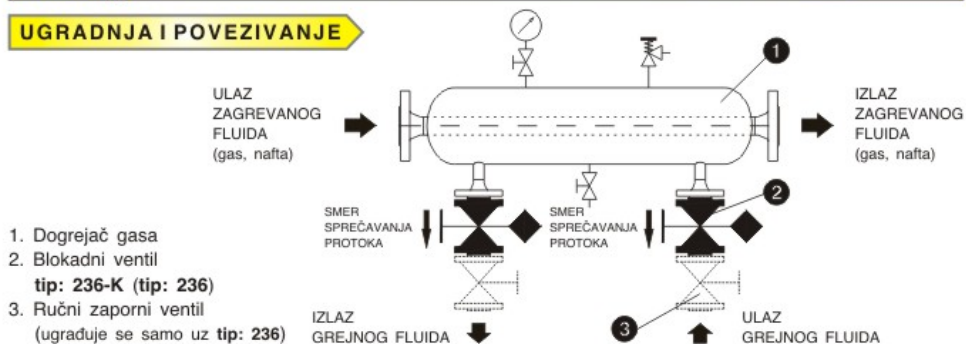 UGRADNJA I POVEZIVANJE
ULAZ
ZAGREVANOG
FLUIDA
(gas, nafta)
1
IZLAZ
ZAGREVANOG
FLUIDA
(gas, nafta)
2
SMER
SPREČAVANJA
PROTOKA
SMER
SPREČAVANJA
PROTOKA
1. Dogrejač gasa
2. Blokadni ventil
tip: 236-K (tip: 236)
3. Ručni zaporni ventil
(ugrađuje se samo uz tip: 236)
IZLAZ
GREJNOG FLUIDA
3
ULAZ
GREJNOG FLUIDA